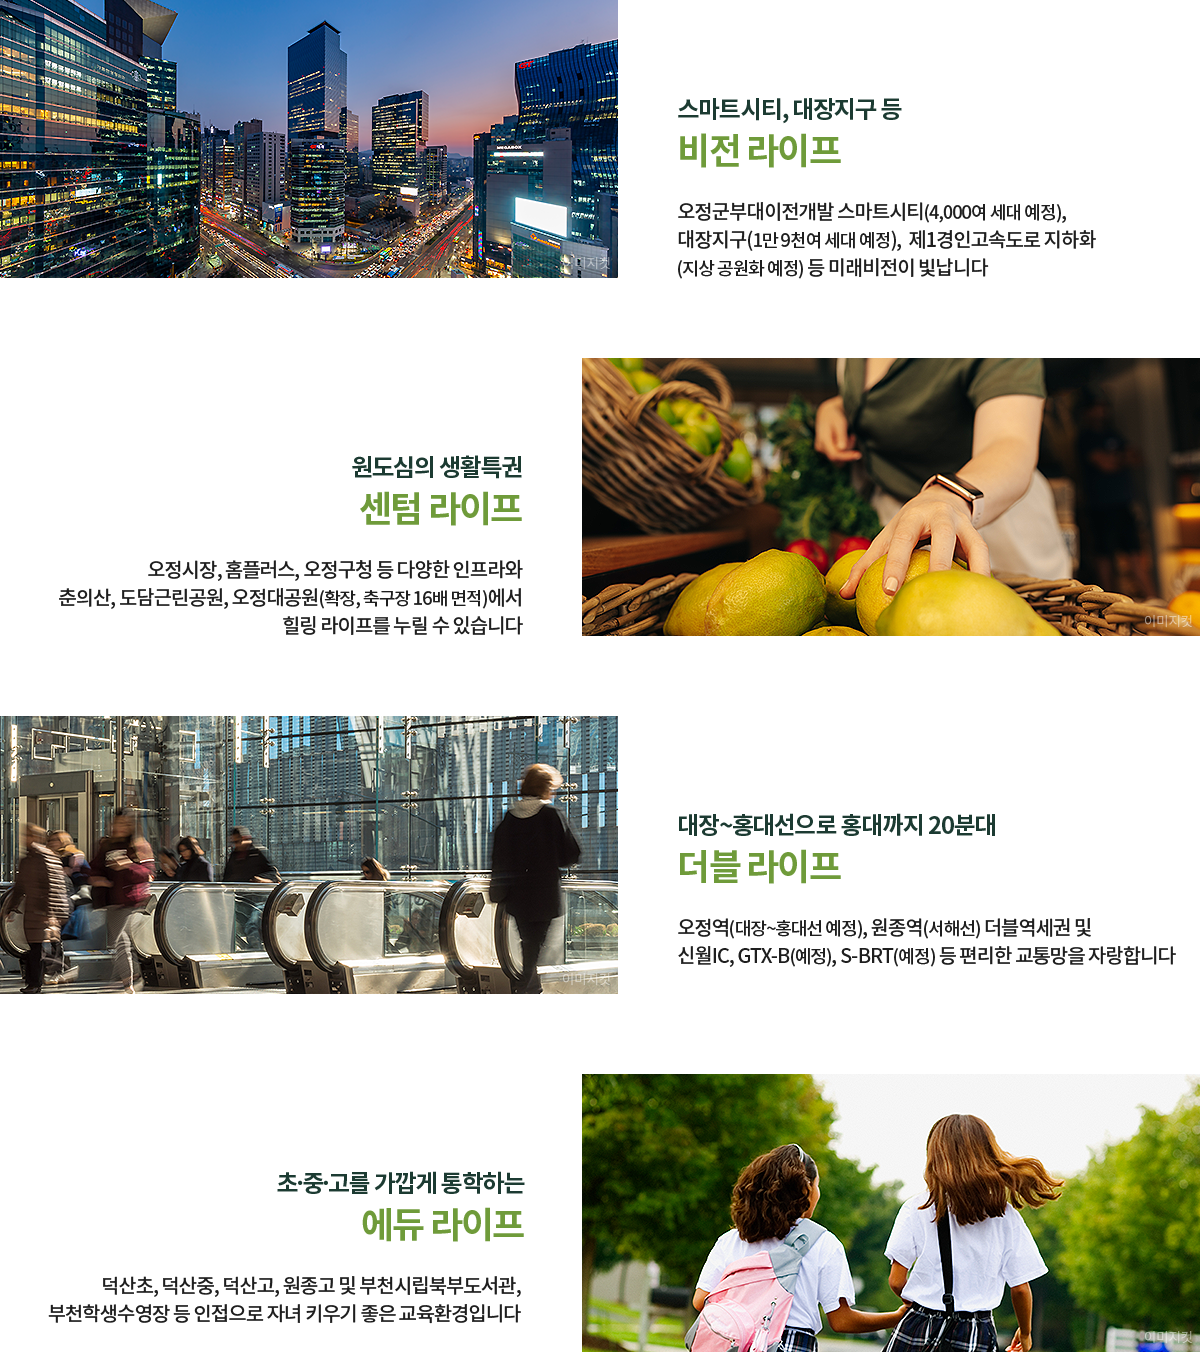 MEGABOX
이미지컷
스마트시티, 대장지구 등
비전 라이프
오정군부대이전개발 스마트시티(4,000여 세대 예정),
대장지구(1만 9천여 세대 예정), 제1경인고속도로 지하화
(지상 공원화 예정) 등 미래비전이 빛납니다
원도심의 생활특권
센텀 라이프
오정시장, 홈플러스, 오정구청 등 다양한 인프라와
춘의산, 도담근린공원, 오정대공원(확장, 축구장 16배 면적)에서
힐링 라이프를 누릴 수 있습니다
이미지컷
이미지컷
대장~홍대선으로 홍대까지 20분대
더블 라이프
오정역(대장~홍대선 예정), 원종역(서해선) 더블역세권 및
신월IC, GTX-B(예정), S-BRT(예정) 등 편리한 교통망을 자랑합니다
초·중·고를 가깝게 통학하는
에듀 라이프
덕산초, 덕산중, 덕산고, 원종고 및 부천시립북부도서관,
부천학생수영장 등 인접으로 자녀 키우기 좋은 교육환경입니다
이미지컷